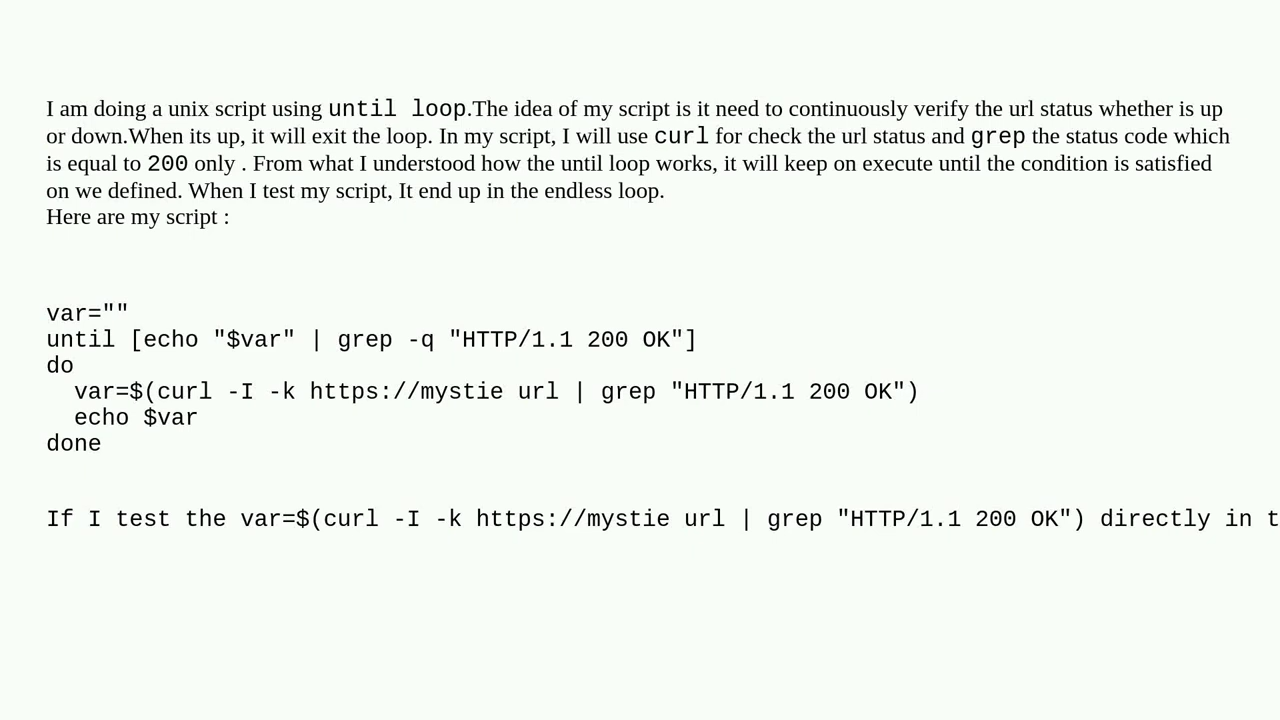 I am doing a unix script using until loop.The idea of my script is it need to continuously verify the url status whether is up
or down.When its up, it will exit the loop. In my script, I will use curl for check the url status and grep the status code which
is equal to 200 only . From what I understood how the until loop works, it will keep on execute until the condition is satisfied
on we defined. When I test my script, It end up in the endless loop.
Here are my script :
var=""
until [echo "$var" | grep -q "HTTP/1.1 200 OK"]
do
  var=$(curl -I -k https://mystie url | grep "HTTP/1.1 200 OK")
  echo $var
done
If I test the var=$(curl -I -k https://mystie url | grep "HTTP/1.1 200 OK") directly in